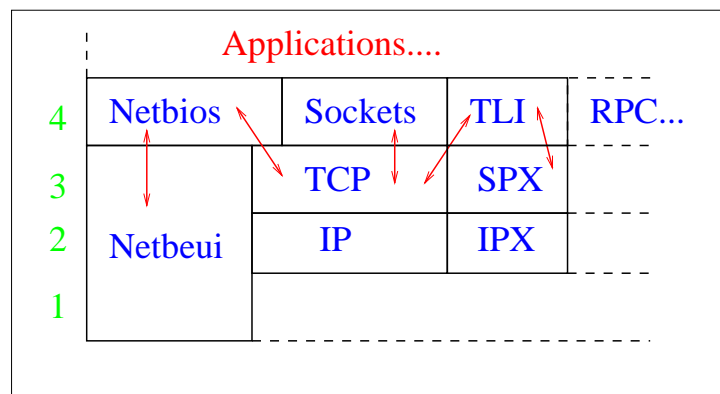 Applications....
4 Netbios Sockets TLI RPC...
3 TCP SPX
2 Netbeui IP IPX
1